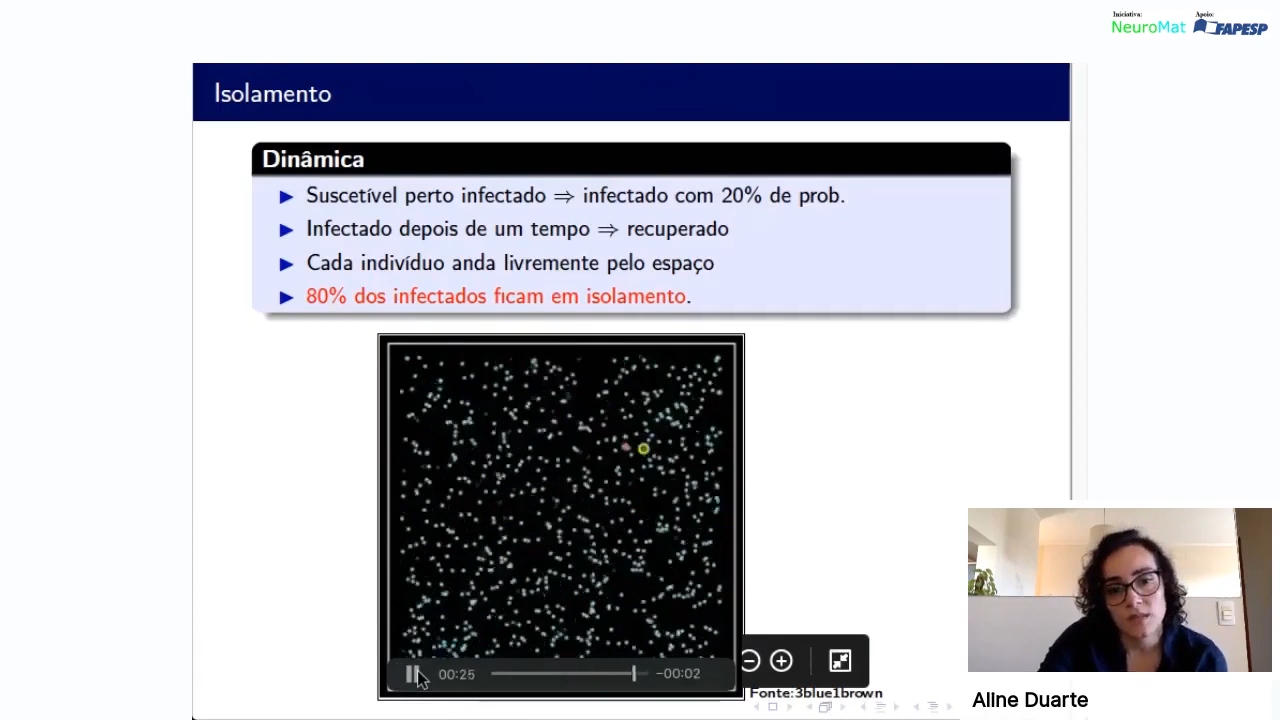 Iniciativa:
Apoio:
NeuroMat
FAPESP
Isolamento
Dinâmica
Suscetível perto infectado ⇒ infectado com 20% de prob.
Infectado depois de um tempo ⇒ recuperado
Cada indivíduo anda livremente pelo espaço
80% dos infectados ficam em isolamento.
00:25
−00:02
Fonte:3blue1brown
Aline Duarte